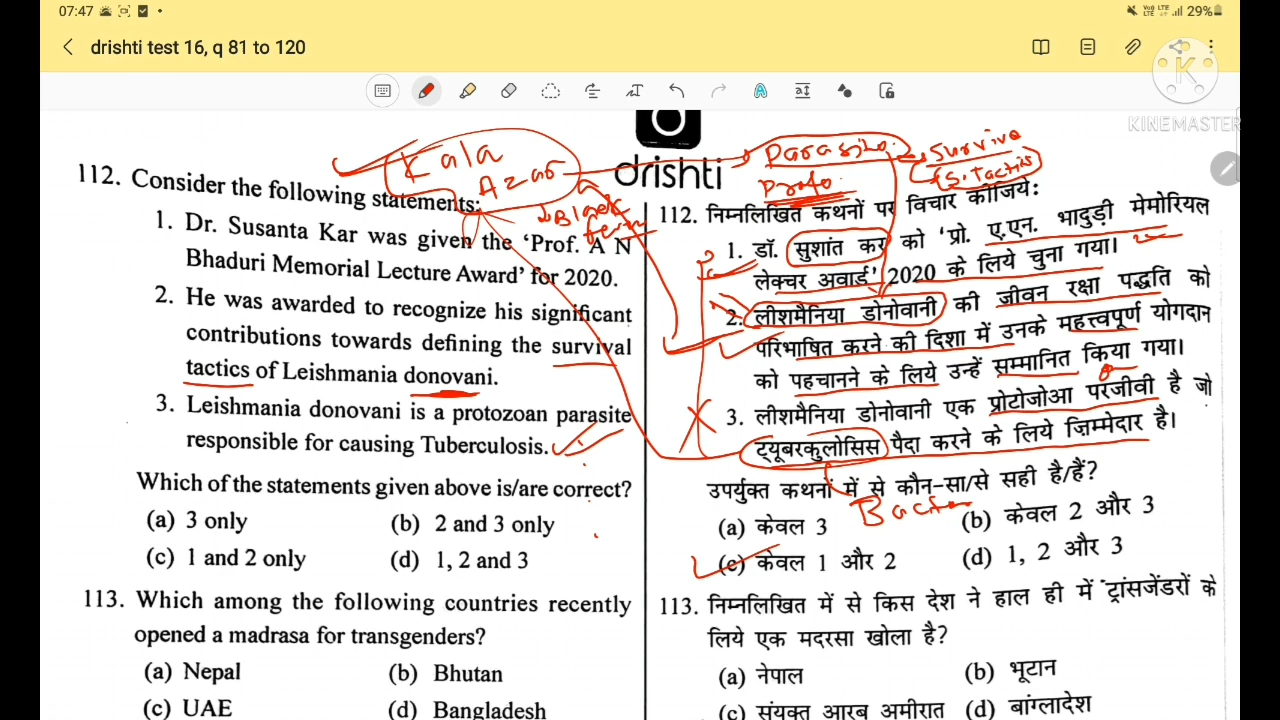 07:47
Vo) LTE
29%
drishti test 16, q 81 to 120
KINEMASTER
drishti
Kala
Azar
Black
fever
Parasite
Proto
Survive
(S. Tactics)
112. Consider the following statements:
1. Dr. Susanta Kar was given the ‘Prof. A N
Bhaduri Memorial Lecture Award’ for 2020.
2. He was awarded to recognize his significant
contributions towards defining the survival
tactics of Leishmania donovani.
3. Leishmania donovani is a protozoan parasite
responsible for causing Tuberculosis.
Which of the statements given above is/are correct?
(a) 3 only
(b) 2 and 3 only
(c) 1 and 2 only
(d) 1, 2 and 3
113. Which among the following countries recently
opened a madrasa for transgenders?
(a) Nepal
(b) Bhutan
(c) UAE
(d) Bangladesh
112. निम्नलिखित कथनों पर विचार कीजिये:
1. डॉ. सुशांत कर को ‘प्रो. ए.एन. भादुड़ी मेमोरियल
लेक्चर अवार्ड’ 2020 के लिये चुना गया।
2. लीशमैनिया डोनोवानी की जीवन रक्षा पद्धति को
परिभाषित करने की दिशा में उनके महत्त्वपूर्ण योगदान
को पहचानने के लिये उन्हें सम्मानित किया गया।
3. लीशमैनिया डोनोवानी एक प्रोटोजोआ परजीवी है जो
ट्यूबरकुलोसिस पैदा करने के लिये ज़िम्मेदार है।
उपर्युक्त कथनों में से कौन-सा/से सही है/हैं?
Bacte
(a) केवल 3
(b) केवल 2 और 3
(c) केवल 1 और 2
(d) 1, 2 और 3
113. निम्नलिखित में से किस देश ने हाल ही में ट्रांसजेंडरों के
लिये एक मदरसा खोला है?
(a) नेपाल
(b) भूटान
(c) संयुक्त अरब अमीरात
(d) बांग्लादेश